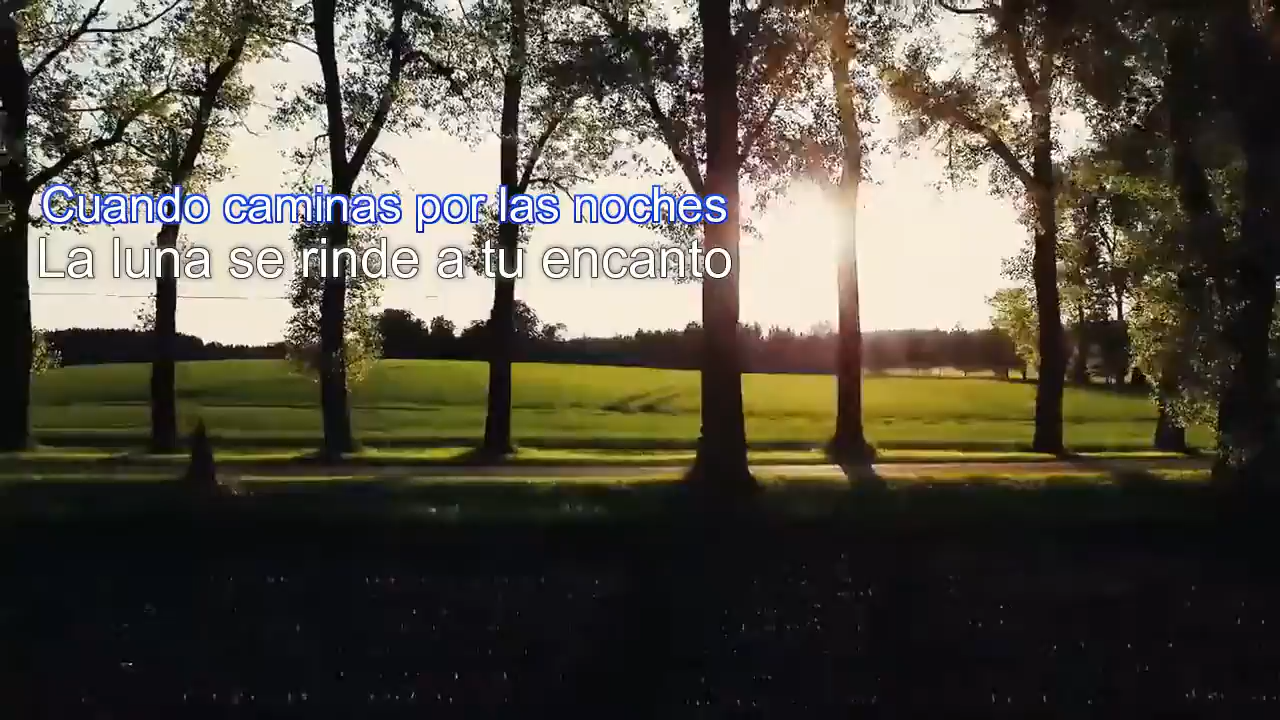 Cuando caminas por las noches
La luna se rinde a tu encanto